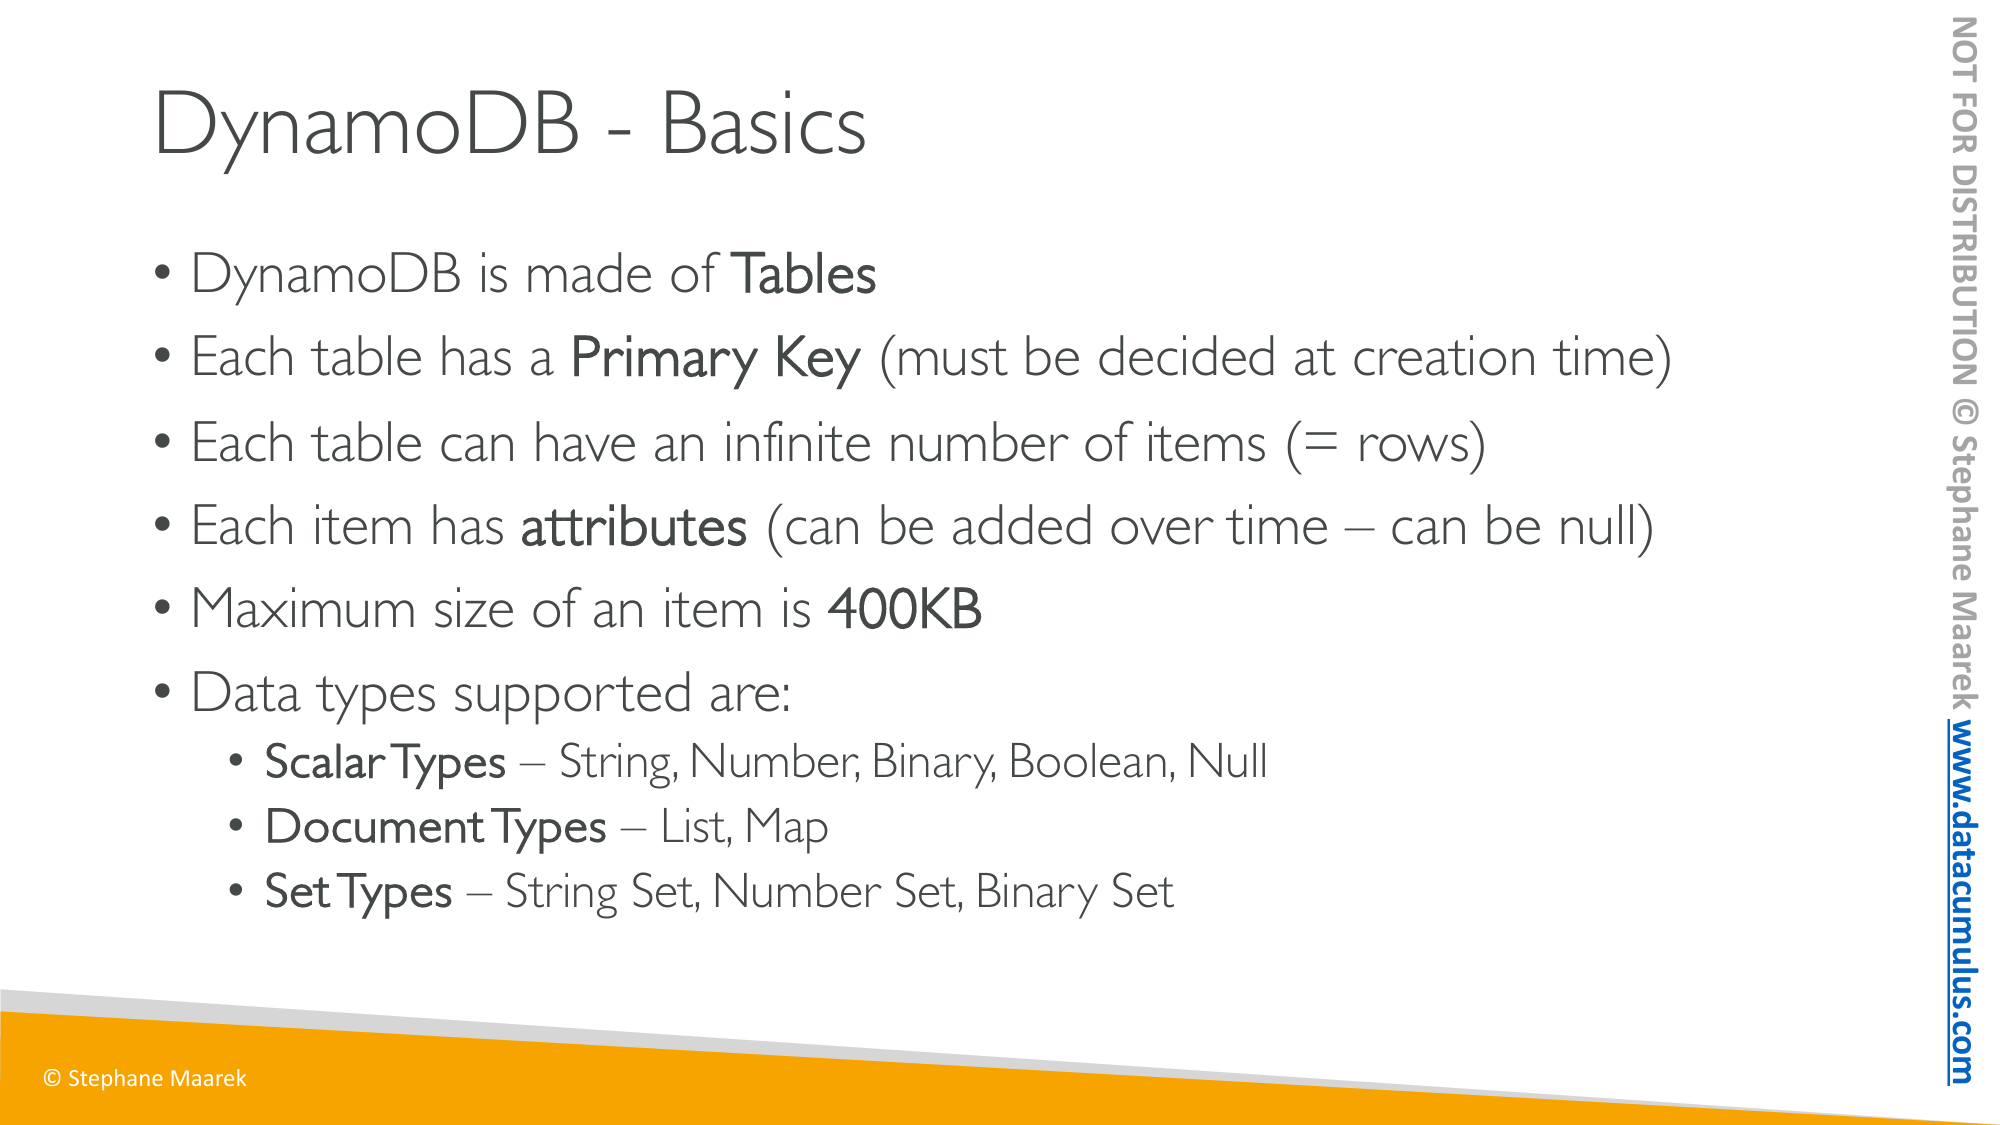 DynamoDB - Basics
• DynamoDB is made of Tables
• Each table has a Primary Key (must be decided at creation time)
• Each table can have an infinite number of items (= rows)
• Each item has attributes (can be added over time – can be null)
• Maximum size of an item is 400KB
• Data types supported are:
• Scalar Types – String, Number, Binary, Boolean, Null
• Document Types – List, Map
• Set Types – String Set, Number Set, Binary Set
© Stephane Maarek
NOT FOR DISTRIBUTION © Stephane Maarek www.datacumulus.com